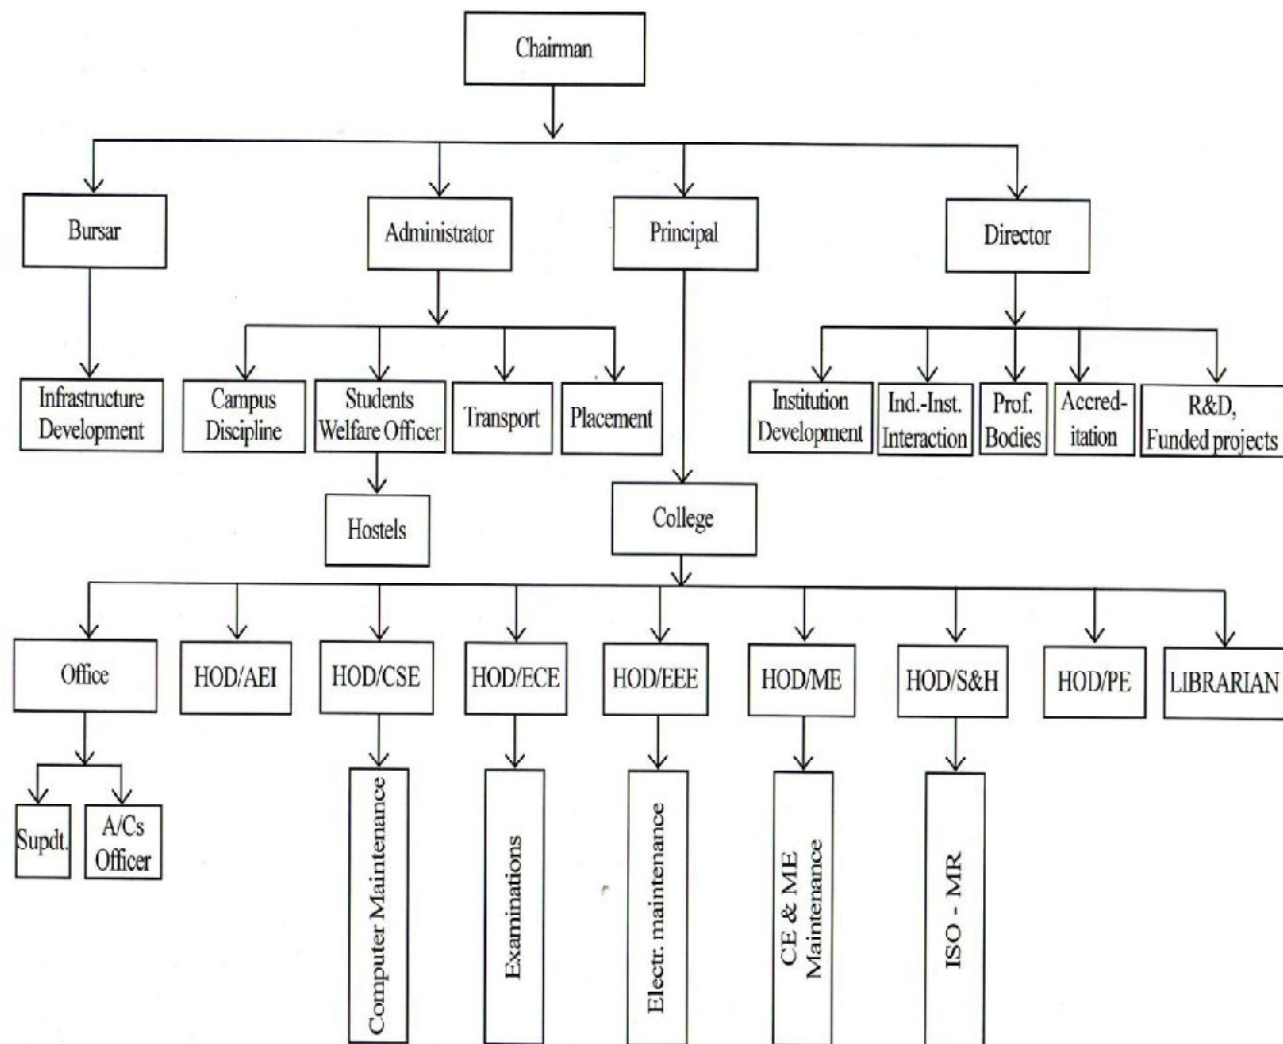 Chairman
Bursar
Administrator
Principal
Director
Infrastructure
Development
Campus
Discipline
Students
Welfare Officer
Transport
Placement
Institution
Development
Ind.-Inst.
Interaction
Prof.
Bodies
Accred-
itation
R&D,
Funded projects
Hostels
College
Office
HOD/AEI
HOD/CSE
HOD/ECE
HOD/EEE
HOD/ME
HOD/S&H
HOD/PE
LIBRARIAN
Supdt.
A/Cs
Officer
Computer Maintenance
Examinations
Electr. maintenance
CE & ME
Maintenance
ISO - MR